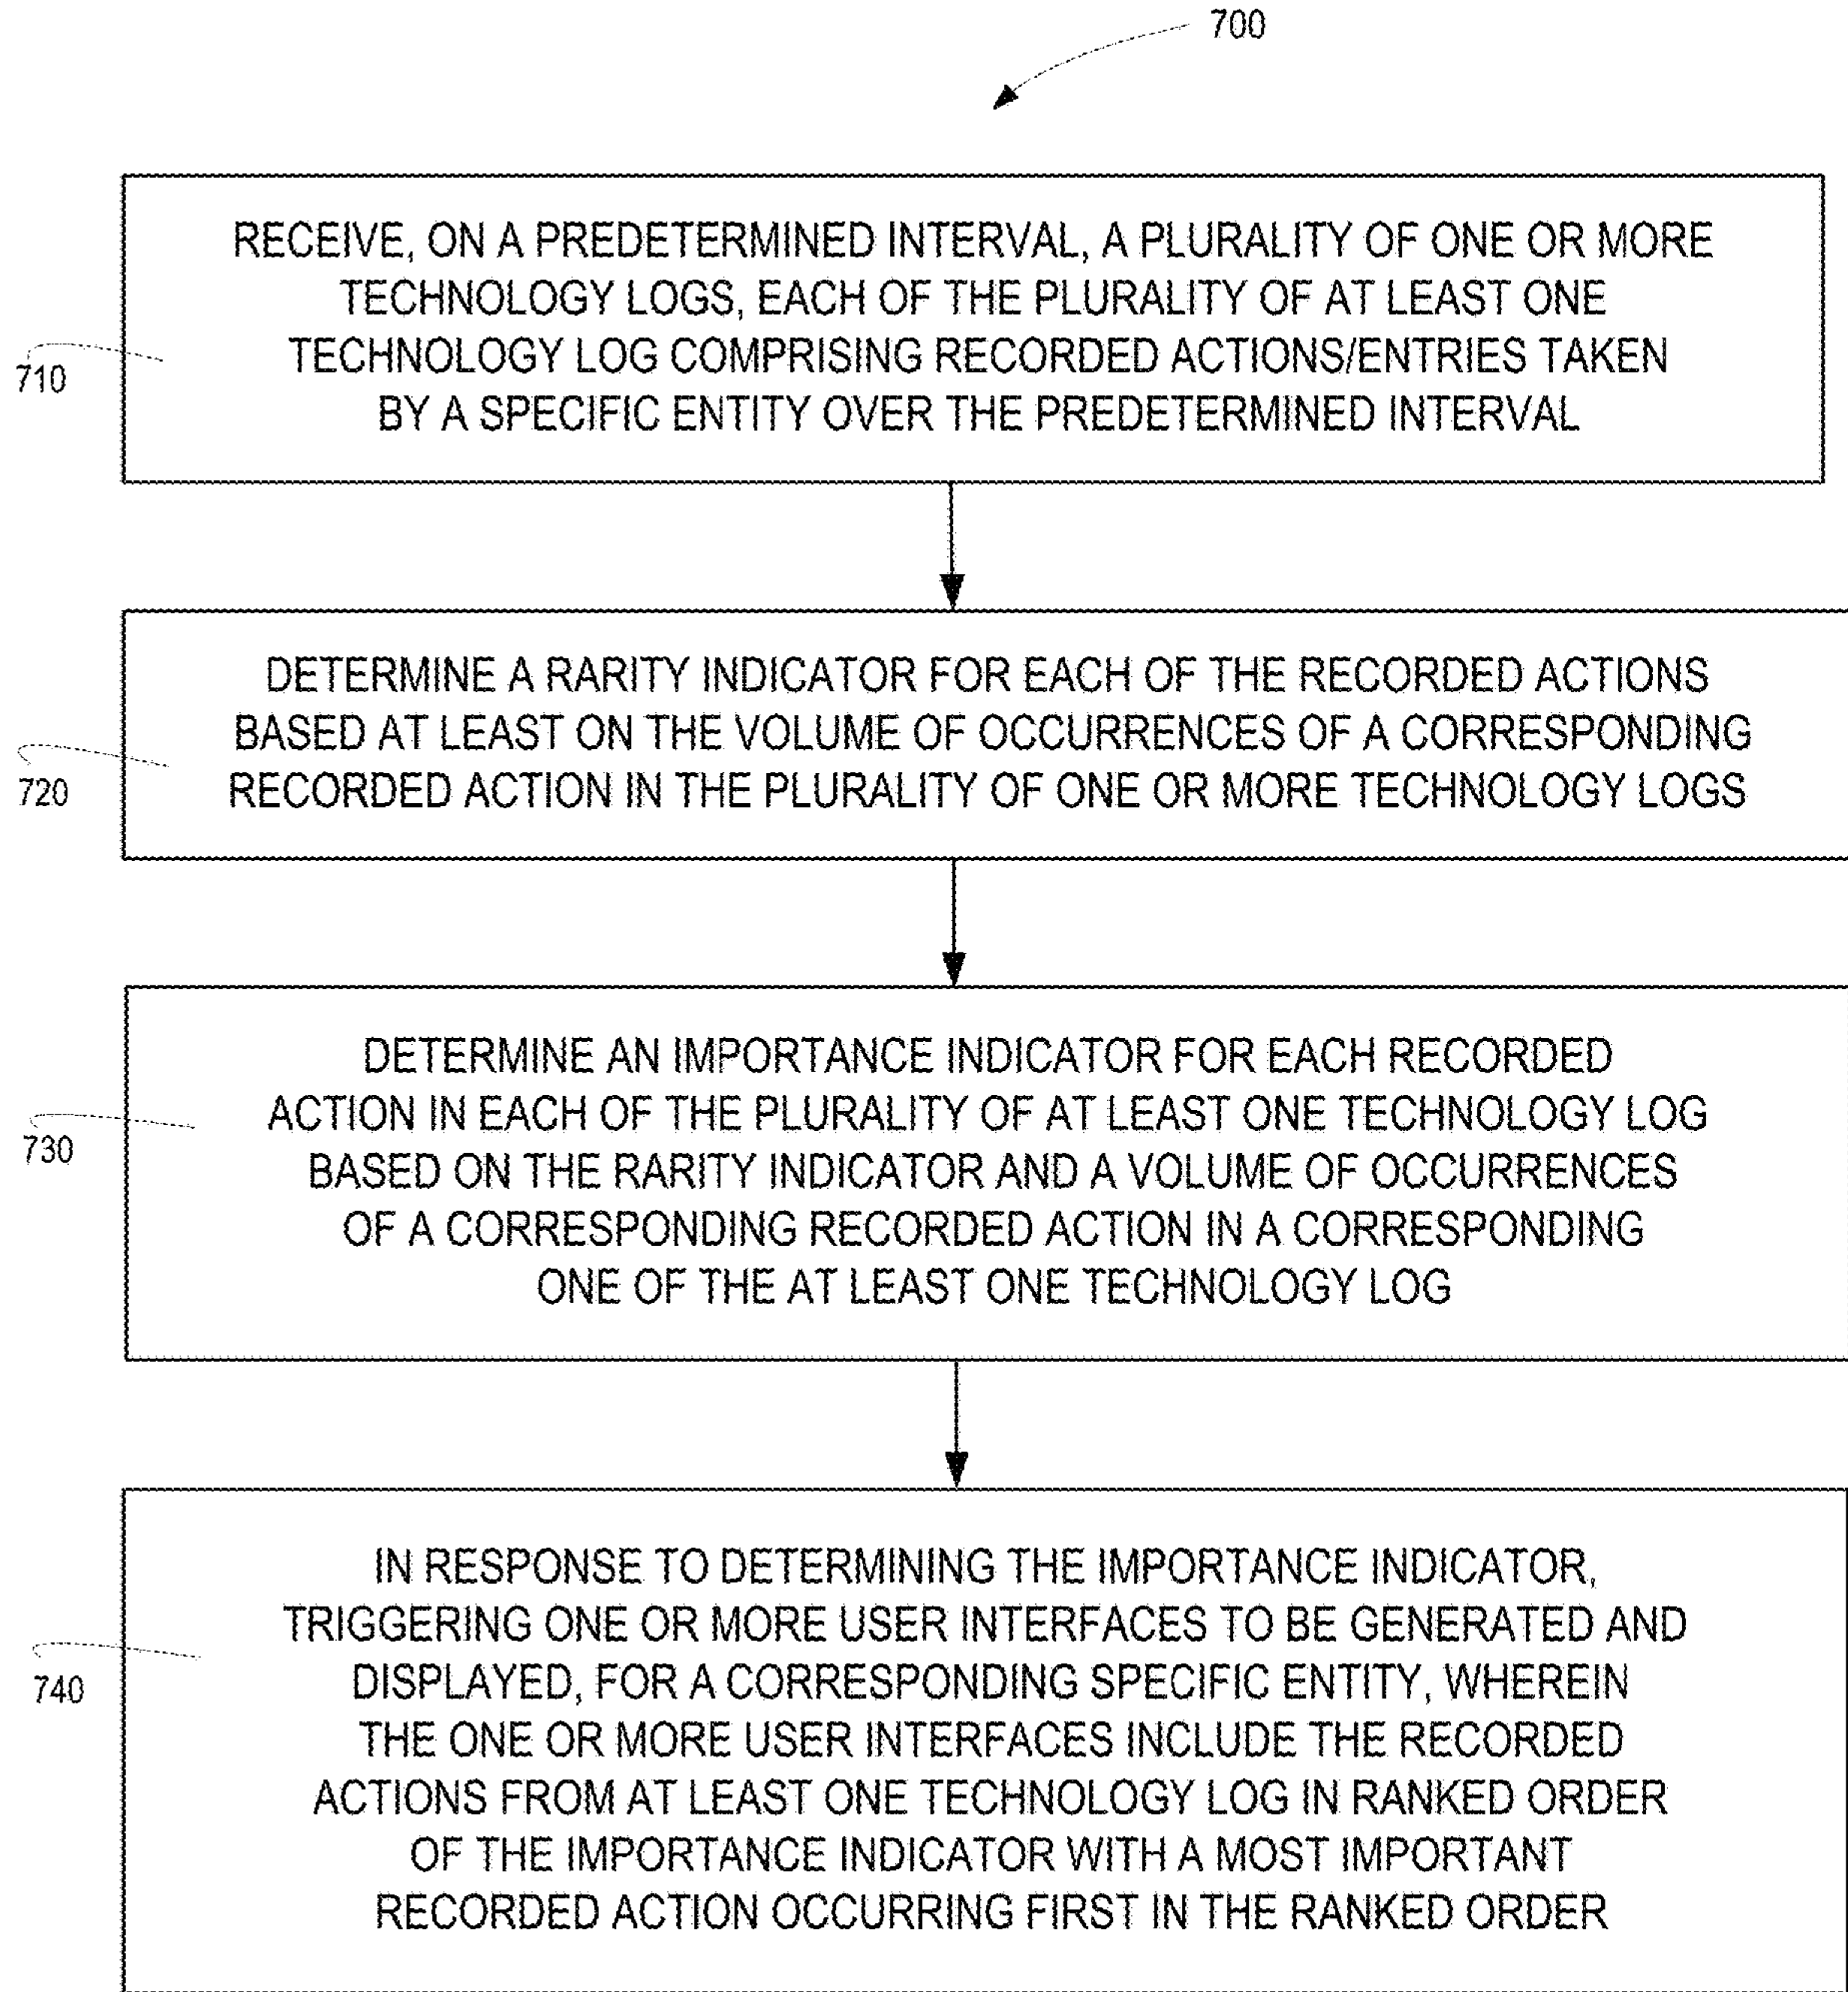 700
RECEIVE, ON A PREDETERMINED INTERVAL, A PLURALITY OF ONE OR MORE
TECHNOLOGY LOGS, EACH OF THE PLURALITY OF AT LEAST ONE
TECHNOLOGY LOG COMPRISING RECORDED ACTIONS/ENTRIES TAKEN
BY A SPECIFIC ENTITY OVER THE PREDETERMINED INTERVAL
710
DETERMINE A RARITY INDICATOR FOR EACH OF THE RECORDED ACTIONS
BASED AT LEAST ON THE VOLUME OF OCCURRENCES OF A CORRESPONDING
RECORDED ACTION IN THE PLURALITY OF ONE OR MORE TECHNOLOGY LOGS
720
DETERMINE AN IMPORTANCE INDICATOR FOR EACH RECORDED
ACTION IN EACH OF THE PLURALITY OF AT LEAST ONE TECHNOLOGY LOG
BASED ON THE RARITY INDICATOR AND A VOLUME OF OCCURRENCES
OF A CORRESPONDING RECORDED ACTION IN A CORRESPONDING
ONE OF THE AT LEAST ONE TECHNOLOGY LOG
730
IN RESPONSE TO DETERMINING THE IMPORTANCE INDICATOR,
TRIGGERING ONE OR MORE USER INTERFACES TO BE GENERATED AND
DISPLAYED, FOR A CORRESPONDING SPECIFIC ENTITY, WHEREIN
THE ONE OR MORE USER INTERFACES INCLUDE THE RECORDED
ACTIONS FROM AT LEAST ONE TECHNOLOGY LOG IN RANKED ORDER
OF THE IMPORTANCE INDICATOR WITH A MOST IMPORTANT
RECORDED ACTION OCCURRING FIRST IN THE RANKED ORDER
740